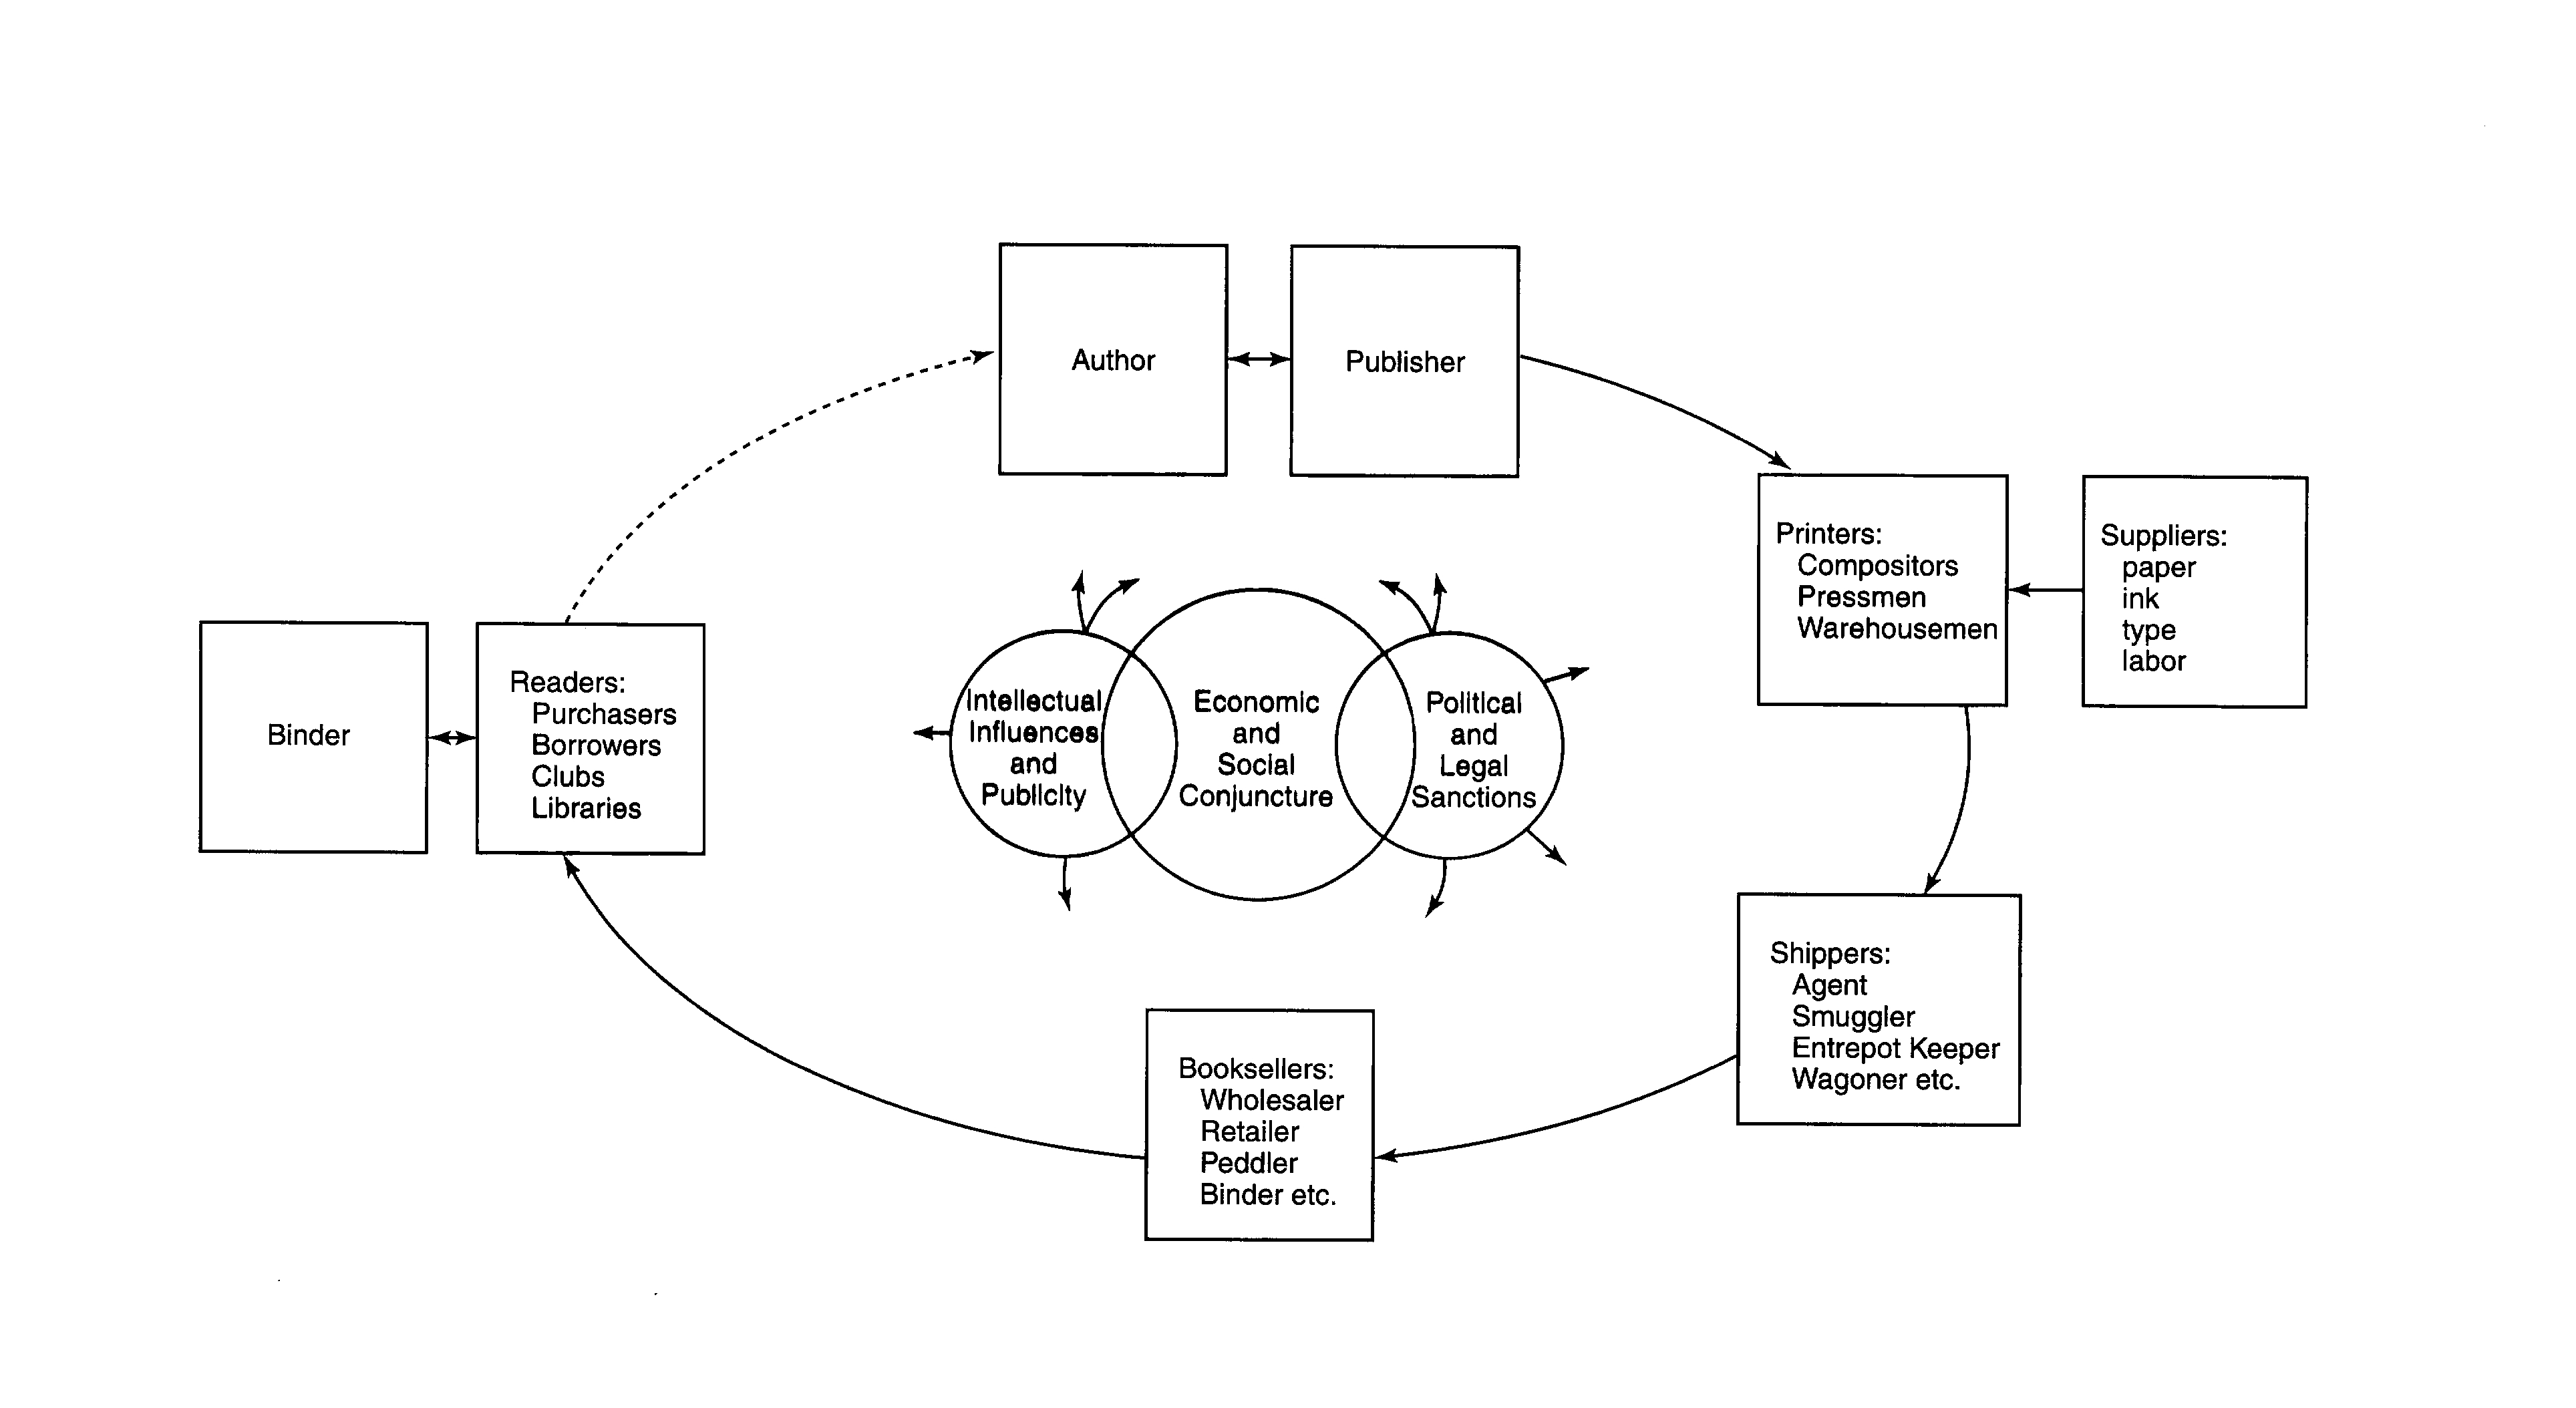 Author
Publisher
Printers:
Compositors
Pressmen
Warehousemen
Suppliers:
paper
ink
type
labor
Binder
Readers:
Purchasers
Borrowers
Clubs
Libraries
Intellectual
Influences
and
Publicity
Economic
and
Social
Conjuncture
Political
and
Legal
Sanctions
Shippers:
Agent
Smuggler
Entrepot Keeper
Wagoner etc.
Booksellers:
Wholesaler
Retailer
Peddler
Binder etc.